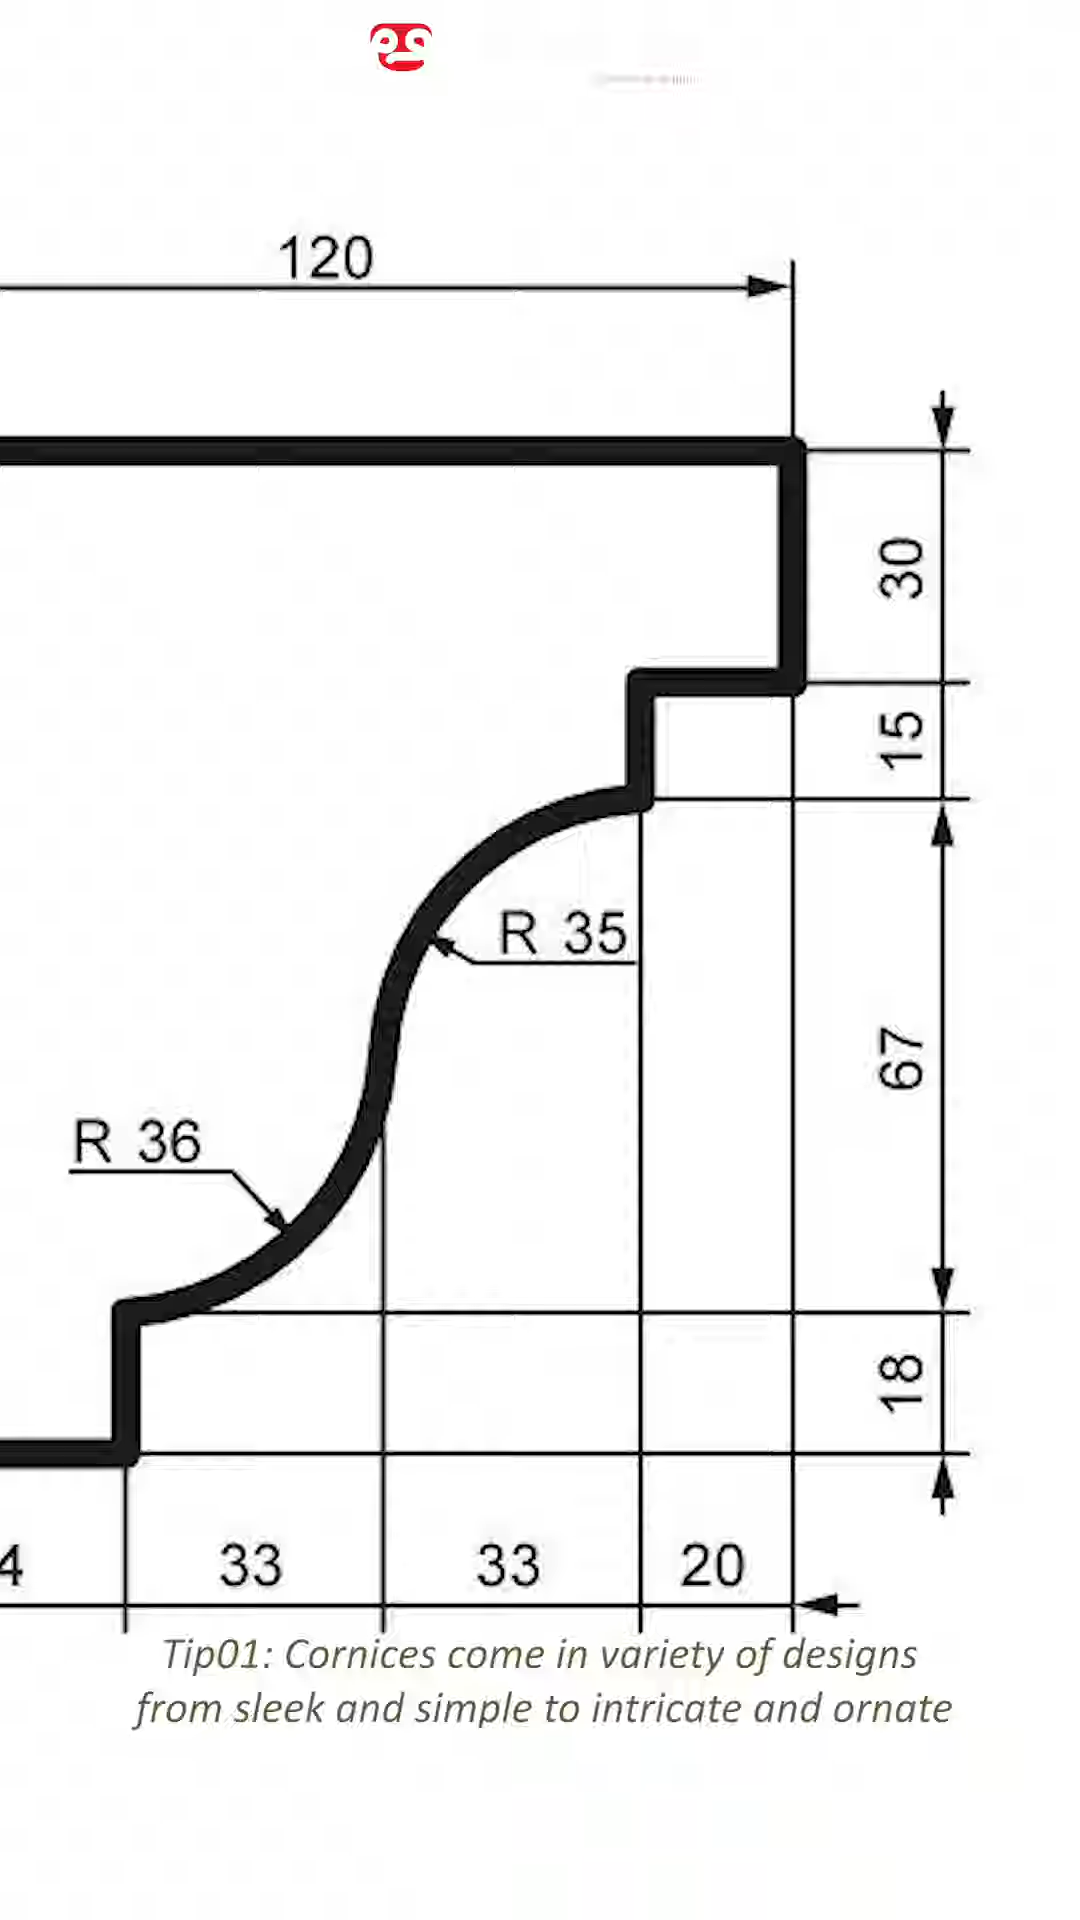 120
30
15
R 35
67
R 36
18
4
33
33
20
Tip01: Cornices come in variety of designs
from sleek and simple to intricate and ornate